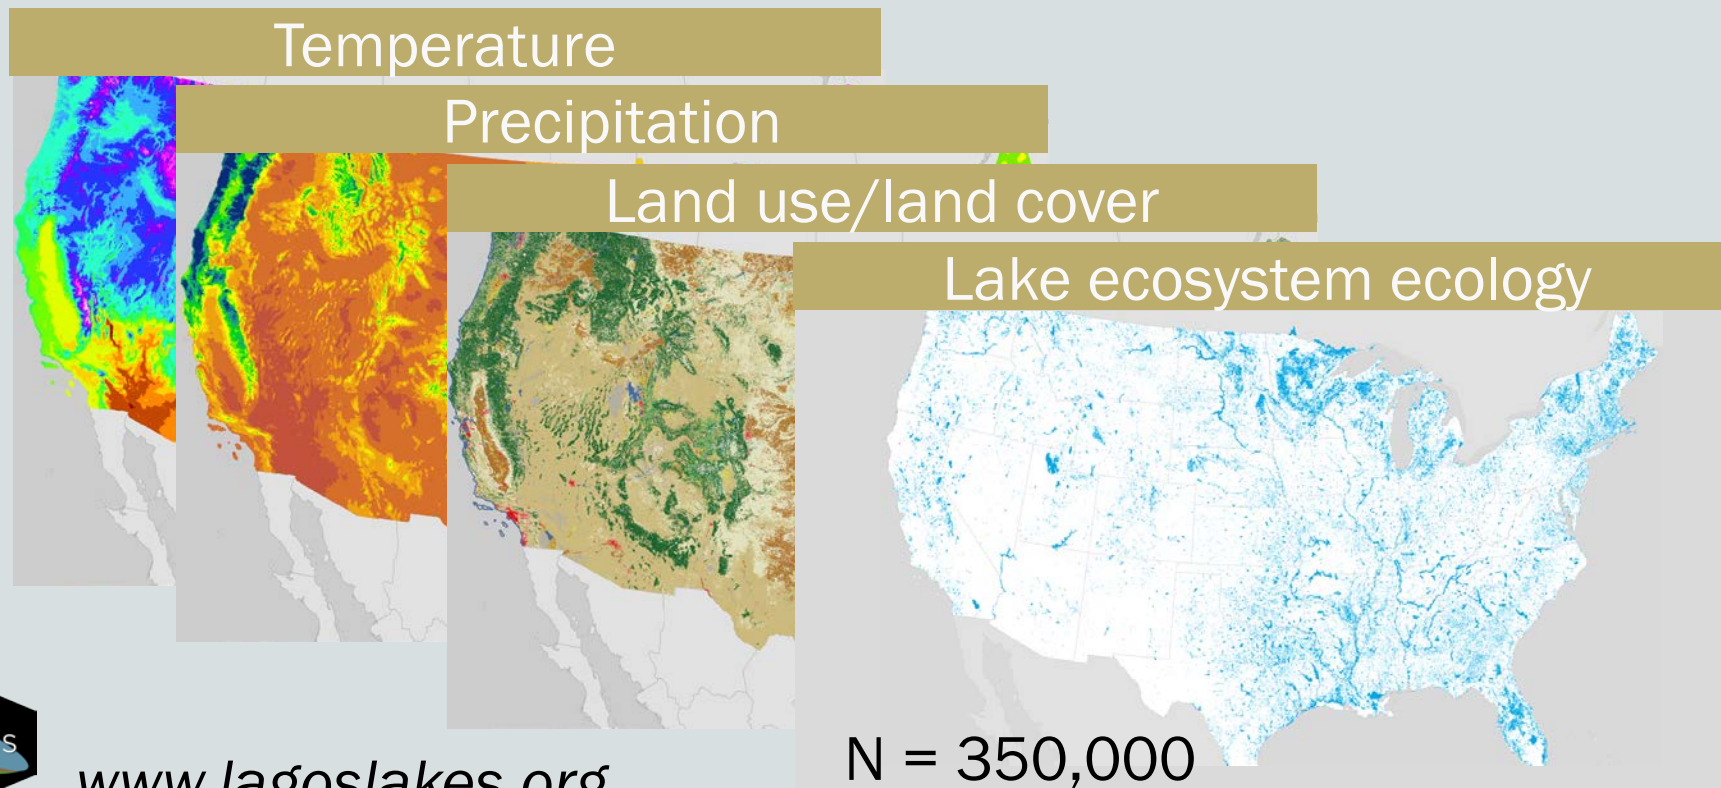 Temperature
Precipitation
Land use/land cover
Lake ecosystem ecology
S
www.lagoslakes.org
N = 350,000